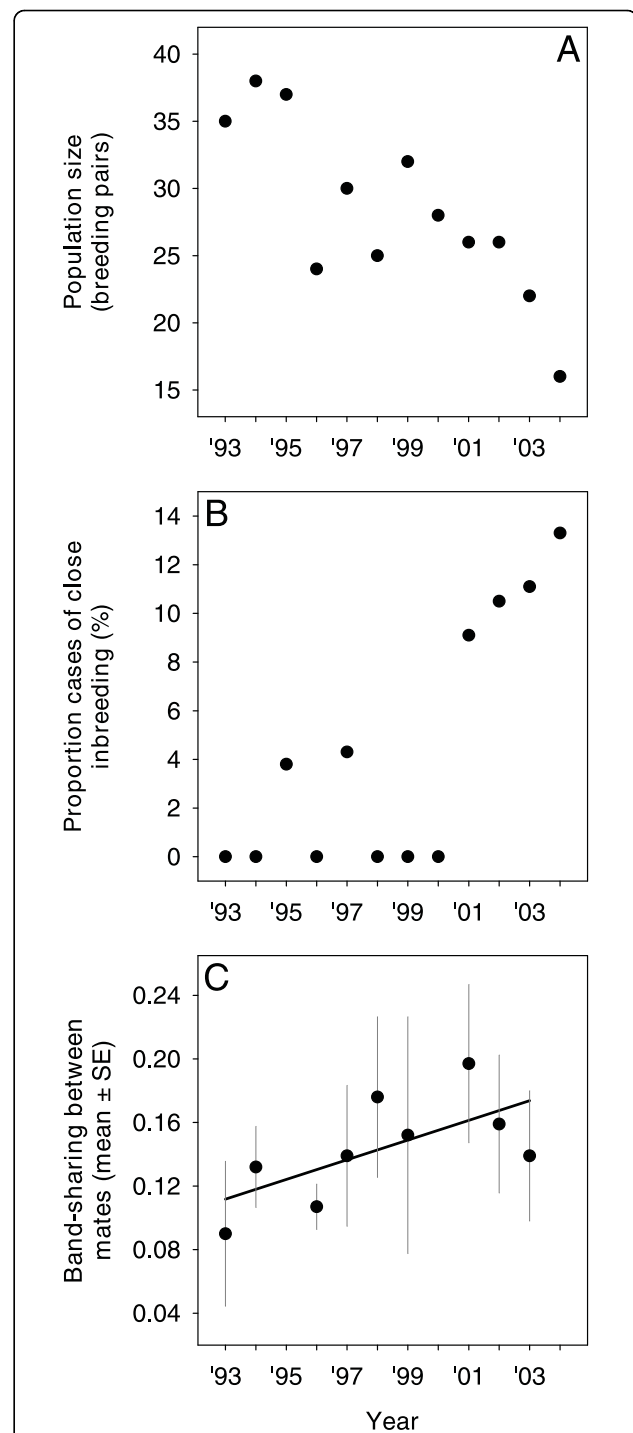 A
Population size
(breeding pairs)
40
35
30
25
20
15
'93 '95 '97 '99 '01 '03
B
Proportion cases of close
inbreeding (%)
14
12
10
8
6
4
2
0
'93 '95 '97 '99 '01 '03
C
Band-sharing between
mates (mean ± SE)
0.24
0.20
0.16
0.12
0.08
0.04
'93 '95 '97 '99 '01 '03
Year